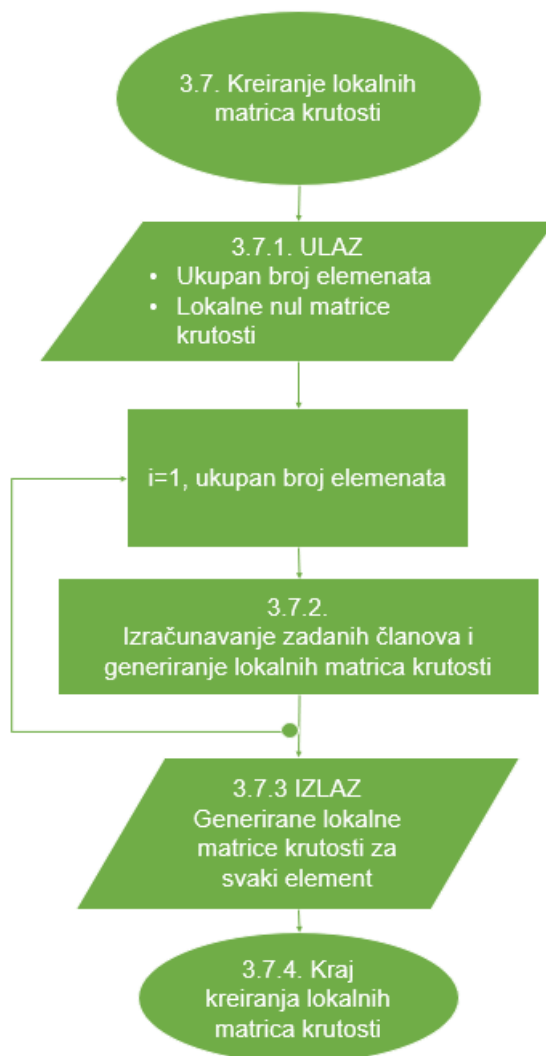 3.7. Kreiranje lokalnih
matrica krutosti
3.7.1. ULAZ
• Ukupan broj elemenata
• Lokalne nul matrice
krutosti
i=1, ukupan broj elemenata
3.7.2.
Izračunavanje zadanih članova i
generiranje lokalnih matrica krutosti
3.7.3 IZLAZ
Generirane lokalne
matrice krutosti za
svaki element
3.7.4. Kraj
kreiranja lokalnih
matrica krutosti